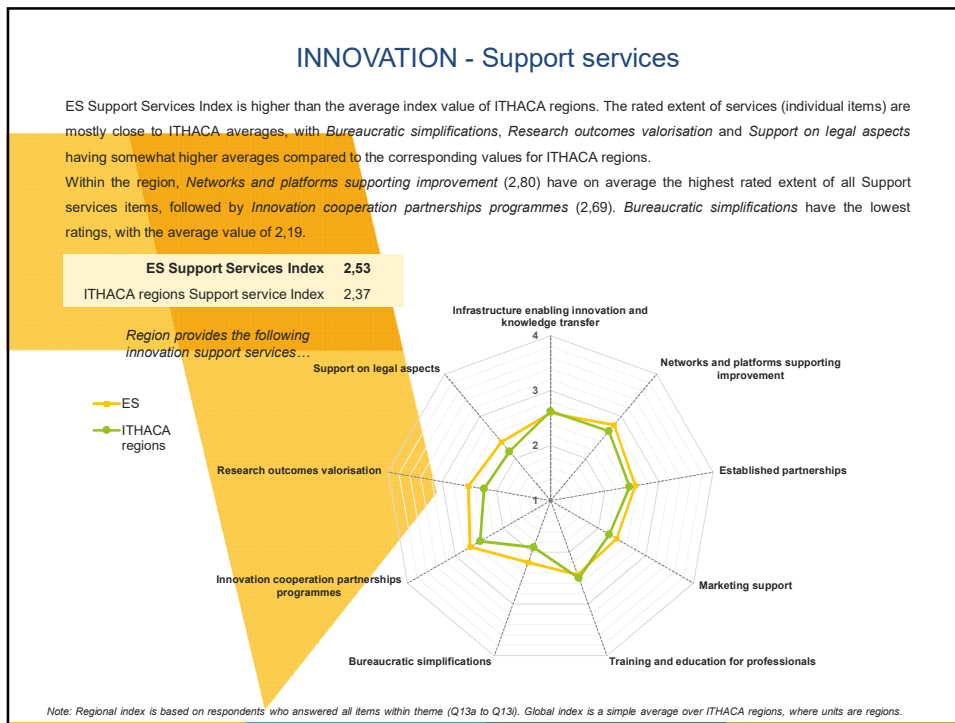 INNOVATION - Support services
ES Support Services Index is higher than the average index value of ITHACA regions. The rated extent of services (individual items) are
mostly close to ITHACA averages, with Bureaucratic simplifications, Research outcomes valorisation and Support on legal aspects
having somewhat higher averages compared to the corresponding values for ITHACA regions.
Within the region, Networks and platforms supporting improvement (2,80) have on average the highest rated extent of all Support
services items, followed by Innovation cooperation partnerships programmes (2,69). Bureaucratic simplifications have the lowest
ratings, with the average value of 2,19.
ES Support Services Index 2,53
ITHACA regions Support service Index 2,37
Region provides the following
innovation support services…
ES
ITHACA
regions
Infrastructure enabling innovation and
knowledge transfer
Networks and platforms supporting
improvement
Established partnerships
Marketing support
Training and education for professionals
Bureaucratic simplifications
Innovation cooperation partnerships
programmes
Research outcomes valorisation
Support on legal aspects
4
3
2
1
Note: Regional index is based on respondents who answered all items within theme (Q13a to Q13i). Global index is a simple average over ITHACA regions, where units are regions.